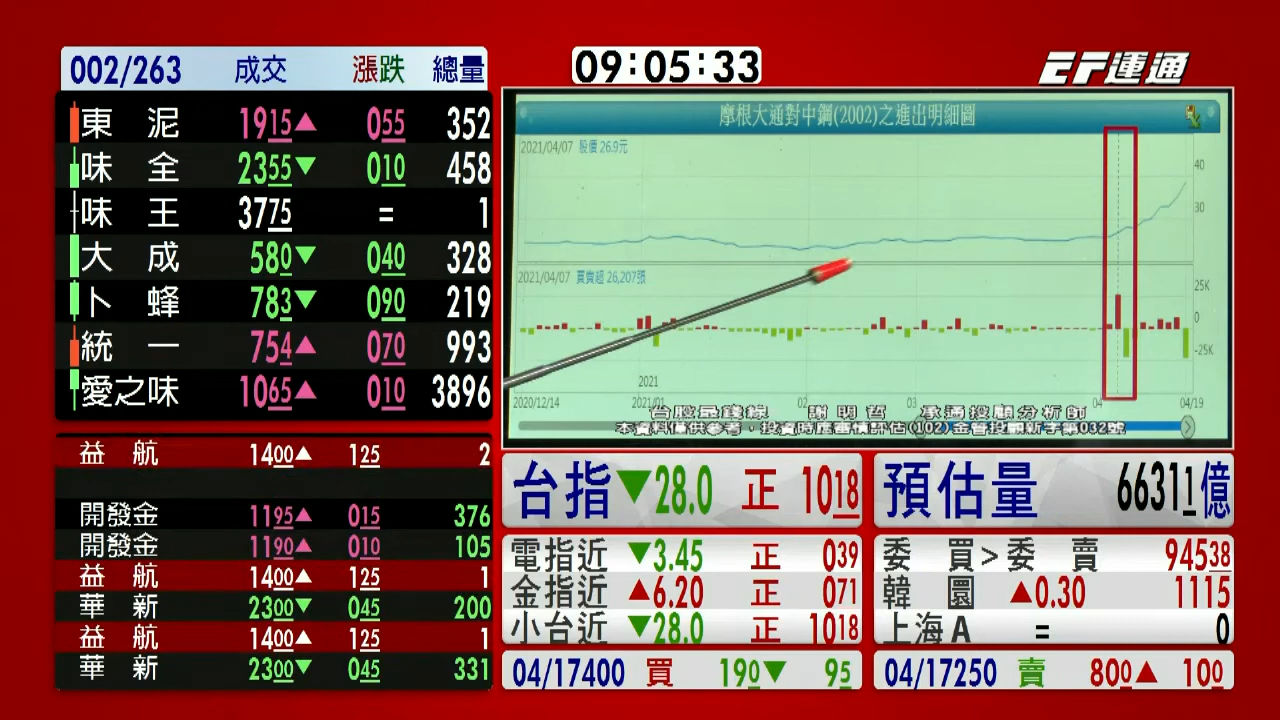 002/263 成交 漲跌 總量
東泥 1915▲ 055 352
味全 2355▼ 010 458
味王 3775 = 1
大成 580▼ 040 328
卜蜂 783▼ 090 219
統一 754▲ 070 993
愛之味 1065▲ 010 3896
益航 1400▲ 125 2
開發金 1195▲ 015 376
開發金 1190▲ 010 105
益航 1400▲ 125 1
華新 2300▼ 045 200
益航 1400▲ 125 1
華新 2300▼ 045 331
09:05:33
EF運通
摩根大通對中鋼(2002)之進出明細圖
2021/04/07 股價 26.9元
40
30
2021/04/07 買賣超 26,207張
25K
0
-25K
2021
2020/12/14 2021/01 02 03 04 04/19
台股最錢線 謝明哲 承通投顧分析師
本資料僅供參考，投資時應審慎評估(102)金管投顧新字第032號
台指▼28.0 正 1018
預估量 66311億
電指近 ▼3.45 正 039
金指近 ▲6.20 正 071
小台近 ▼28.0 正 1018
委買>委賣 94538
韓圜 ▲0.30 1115
上海A = 0
04/17400 買 190▼ 95
04/17250 賣 800▲ 100